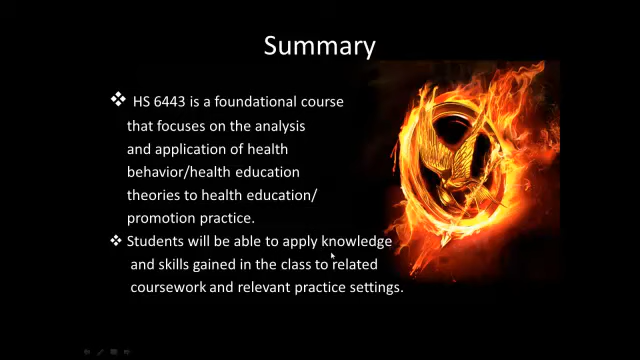 Summary
❖ HS 6443 is a foundational course
that focuses on the analysis
and application of health
behavior/health education
theories to health education/
promotion practice.
❖ Students will be able to apply knowledge
and skills gained in the class to related
coursework and relevant practice settings.